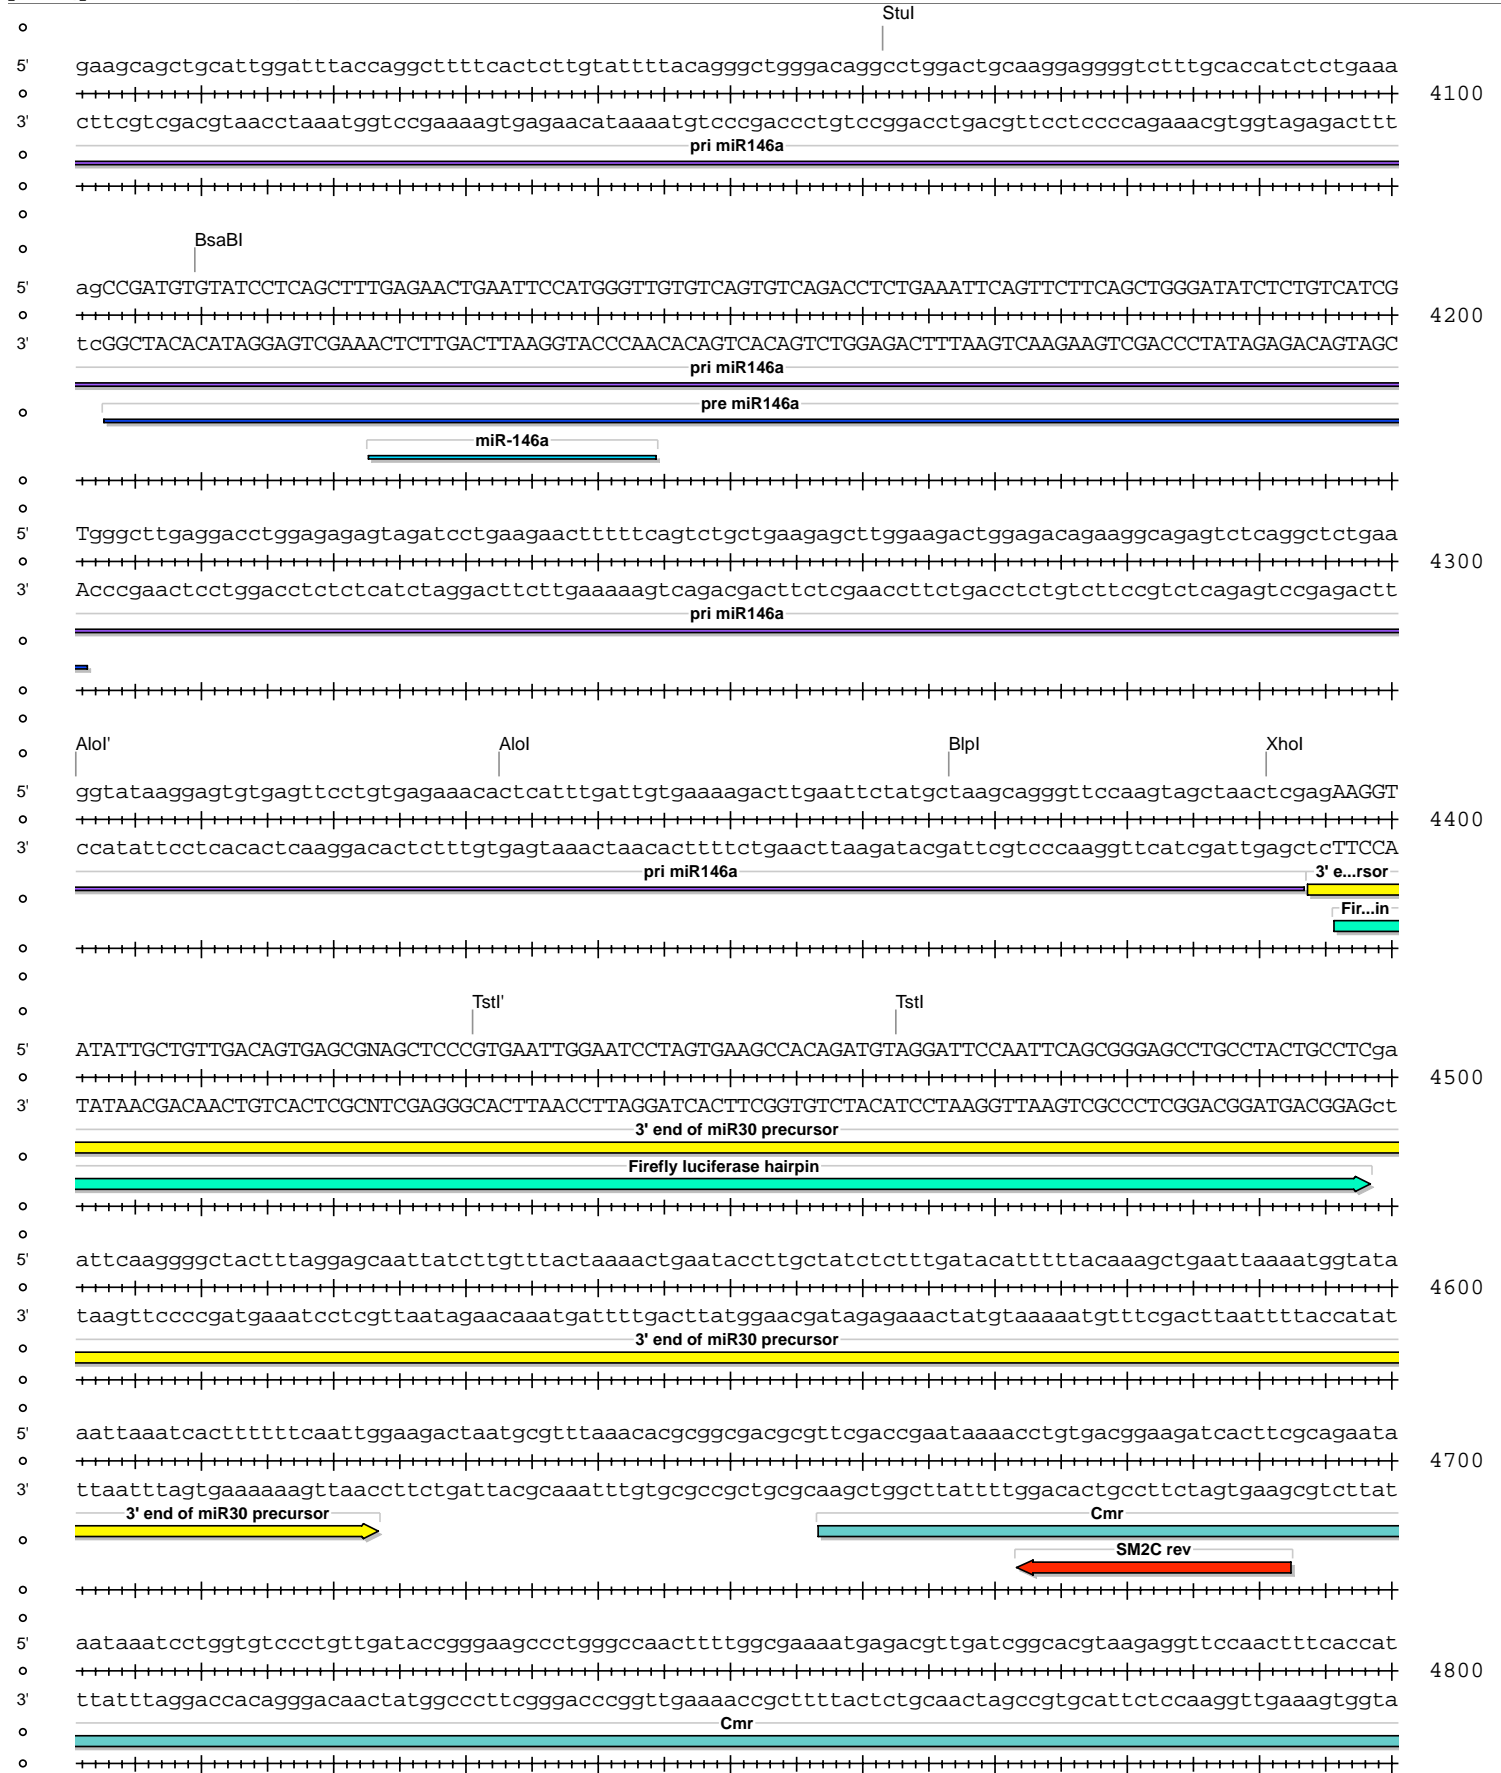 StuI
5' gaagcagctgcattggatttaccaggcttttcactcttgtattttacagggctgggacaggcctggactgcaaggaggggtctttgcaccatctctgaaa
4100
3' cttcgtcgacgtaacctaaatggtccgaaaagtgagaacataaaatgtcccgaccctgtccggacctgacgttcctccccagaaacgtggtagagacttt
pri miR146a
BsaBI
5' agCCGATGTGTATCCTCAGCTTTGAGAACTGAATTCCATGGGTTGTGTCAGTGTCAGACCTCTGAAATTCAGTTCTTCAGCTGGGATATCTCTGTCATCG
4200
3' tcGGCTACACATAGGAGTCGAAACTCTTGACTTAAGGTACCCAACACAGTCACAGTCTGGAGACTTTAAGTCAAGAAGTCGACCCTATAGAGACAGTAGC
pri miR146a
pre miR146a
miR-146a
5' Tgggcttgaggacctggagagagtagatcctgaagaactttttcagtctgctgaagagcttggaagactggagacagaaggcagagtctcaggctctgaa
4300
3' Acccgaactcctggacctctctcatctaggacttcttgaaaaagtcagacgacttctcgaaccttctgacctctgtcttccgtctcagagtccgagactt
pri miR146a
AloI' AloI BlpI XhoI
5' ggtataaggagtgtgagttcctgtgagaaacactcatttgattgtgaaaagacttgaattctatgctaagcagggttccaagtagctaactcgagAAGGT
4400
3' ccatattcctcacactcaaggacactctttgtgagtaaactaacacttttctgaacttaagatacgattcgtcccaaggttcatcgattgagctcTTCCA
pri miR146a 3' e...rsor
Fir...in
TstI' TstI
5' ATATTGCTGTTGACAGTGAGCGNAGCTCCCGTGAATTGGAATCCTAGTGAAGCCACAGATGTAGGATTCCAATTCAGCGGGAGCCTGCCTACTGCCTCga
4500
3' TATAACGACAACTGTCACTCGCNTCGAGGGCACTTAACCTTAGGATCACTTCGGTGTCTACATCCTAAGGTTAAGTCGCCCTCGGACGGATGACGGAGct
3' end of miR30 precursor
Firefly luciferase hairpin
5' attcaaggggctactttaggagcaattatcttgtttactaaaactgaataccttgctatctctttgatacatttttacaaagctgaattaaaatggtata
4600
3' taagttccccgatgaaatcctcgttaatagaacaaatgattttgacttatggaacgatagagaaactatgtaaaaatgtttcgacttaattttaccatat
3' end of miR30 precursor
5' aattaaatcacttttttcaattggaagactaatgcgtttaaacacgcggcgacgcgttcgaccgaataaaacctgtgacggaagatcacttcgcagaata
4700
3' ttaatttagtgaaaaaagttaaccttctgattacgcaaatttgtgcgccgctgcgcaagctggcttattttggacactgccttctagtgaagcgtcttat
3' end of miR30 precursor Cmr
SM2C rev
5' aataaatcctggtgtccctgttgataccgggaagccctgggccaacttttggcgaaaatgagacgttgatcggcacgtaagaggttccaactttcaccat
4800
3' ttatttaggaccacagggacaactatggcccttcgggacccggttgaaaaccgcttttactctgcaactagccgtgcattctccaaggttgaaagtggta
Cmr